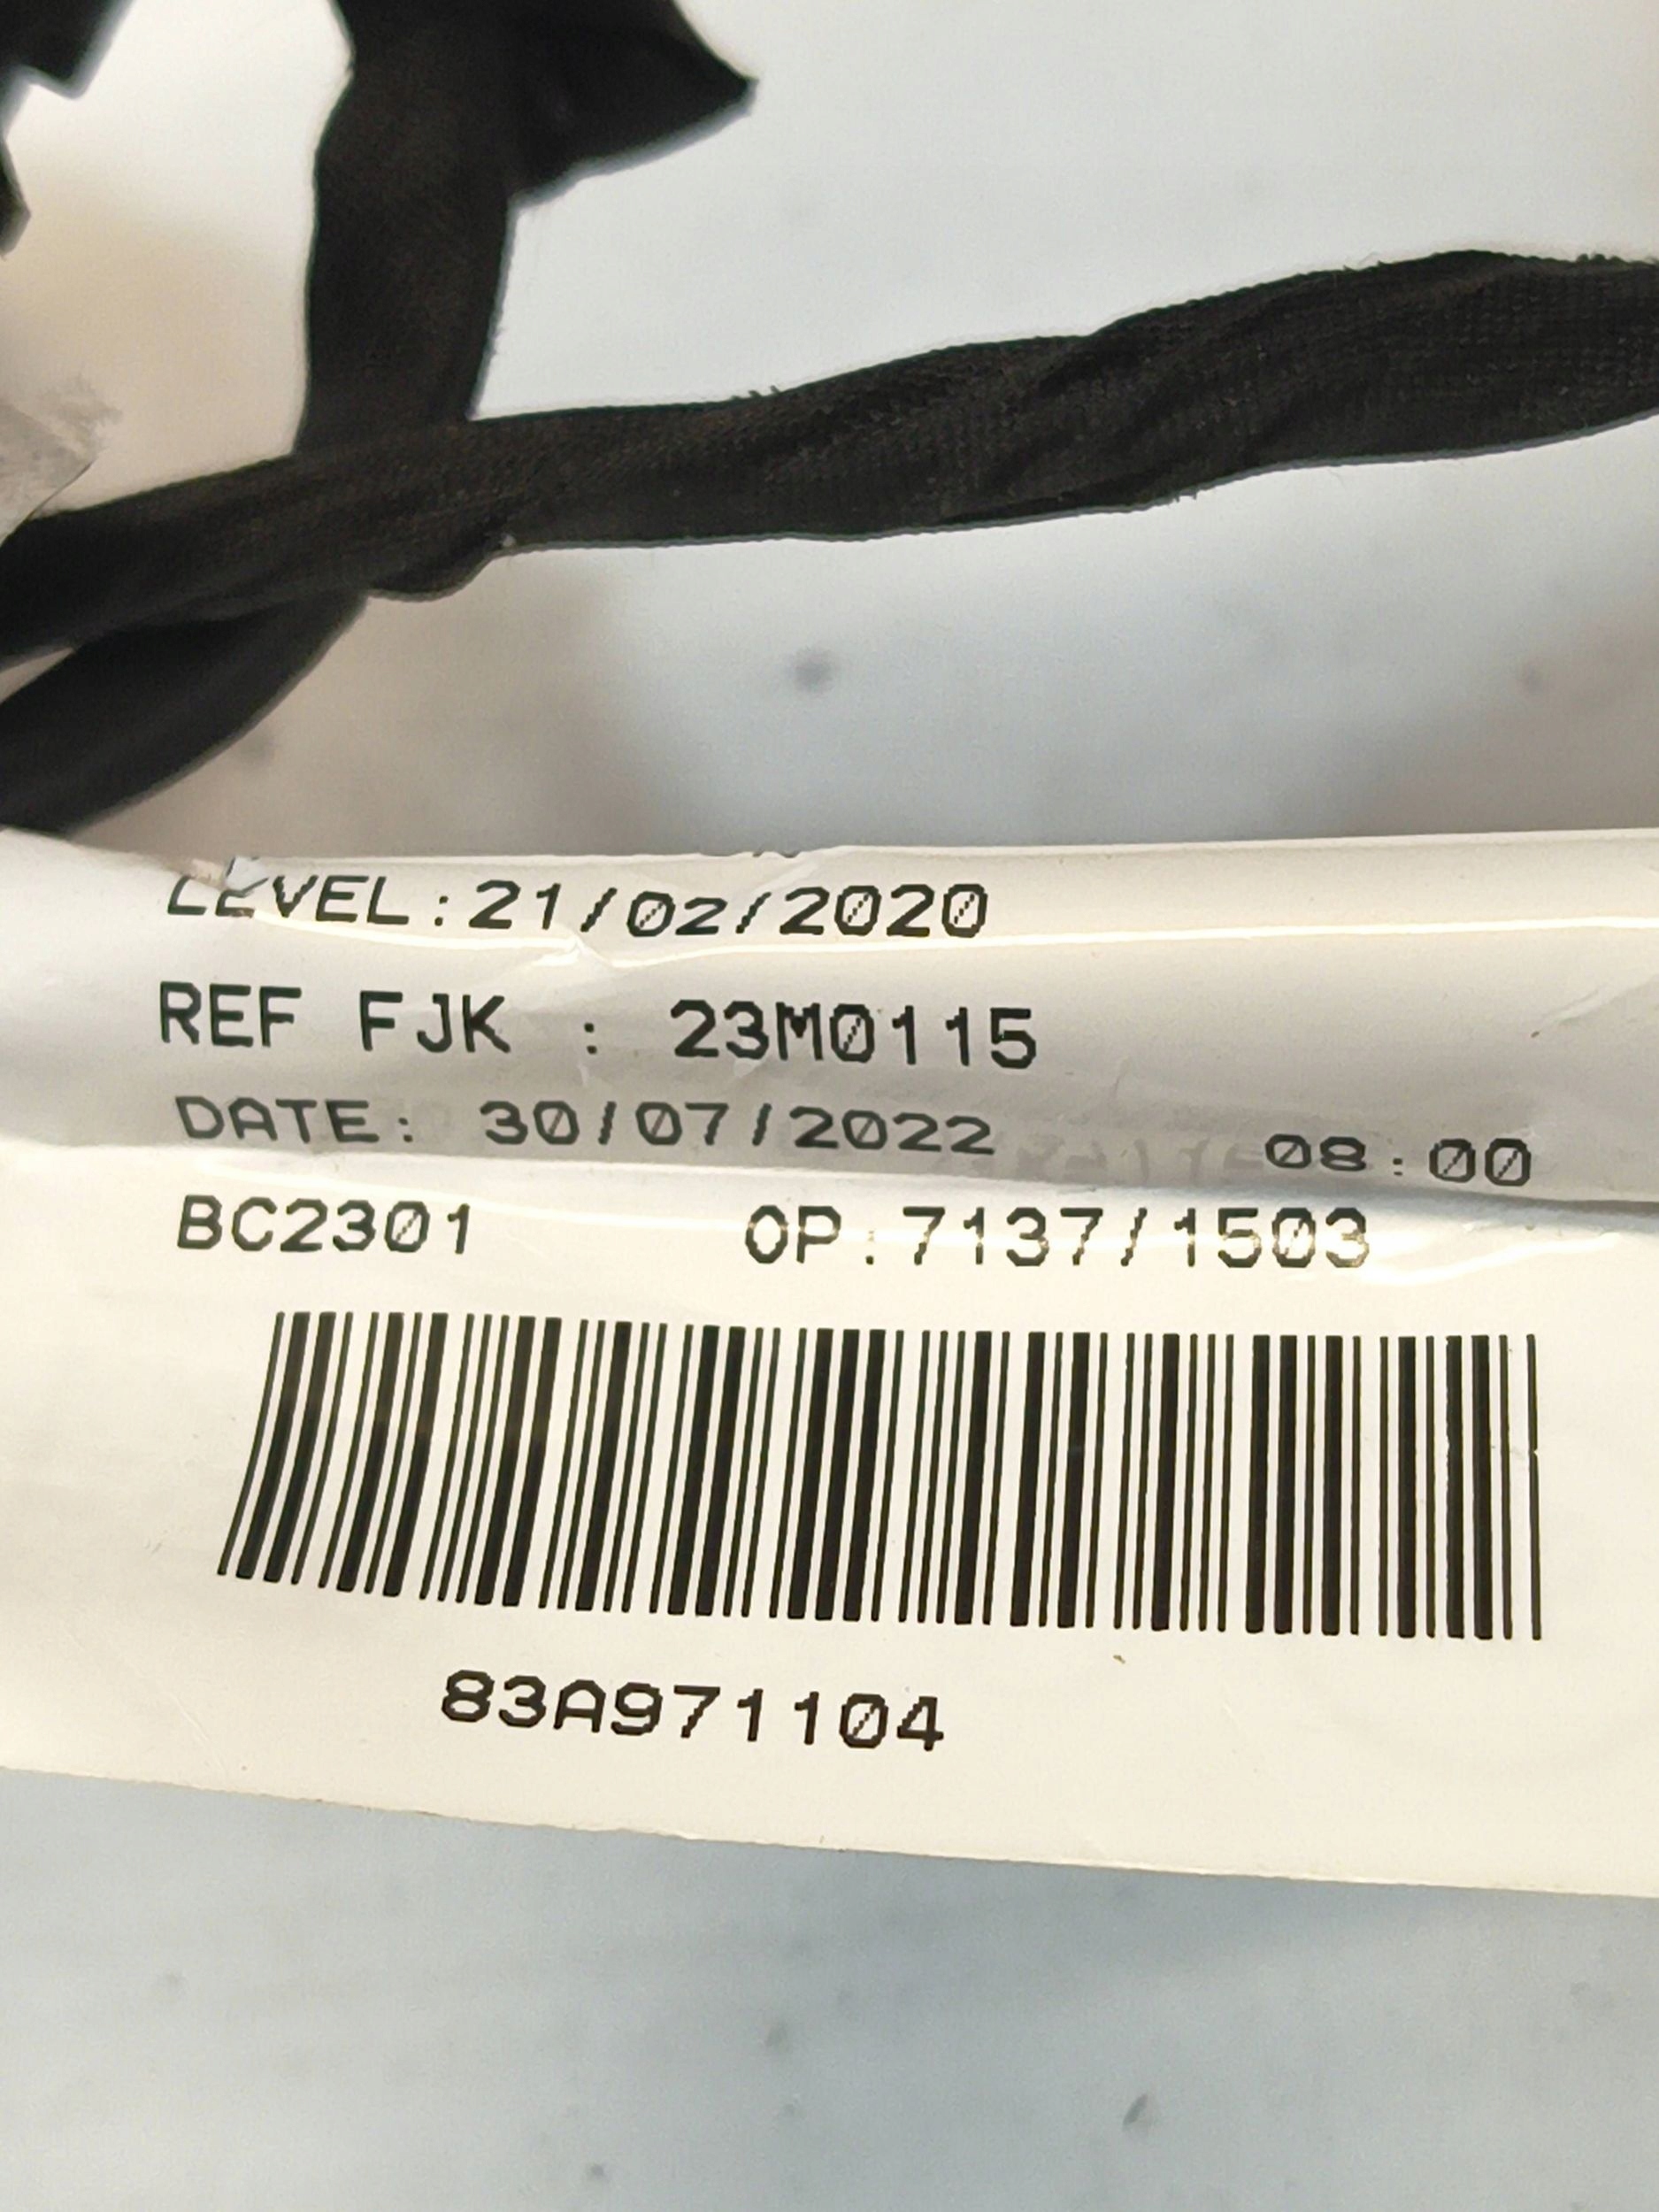 LEVEL:21/02/2020
REF FJK : 23M0115
DATE: 30/07/2022 08:00
BC2301 OP:7137/1503
83A971104